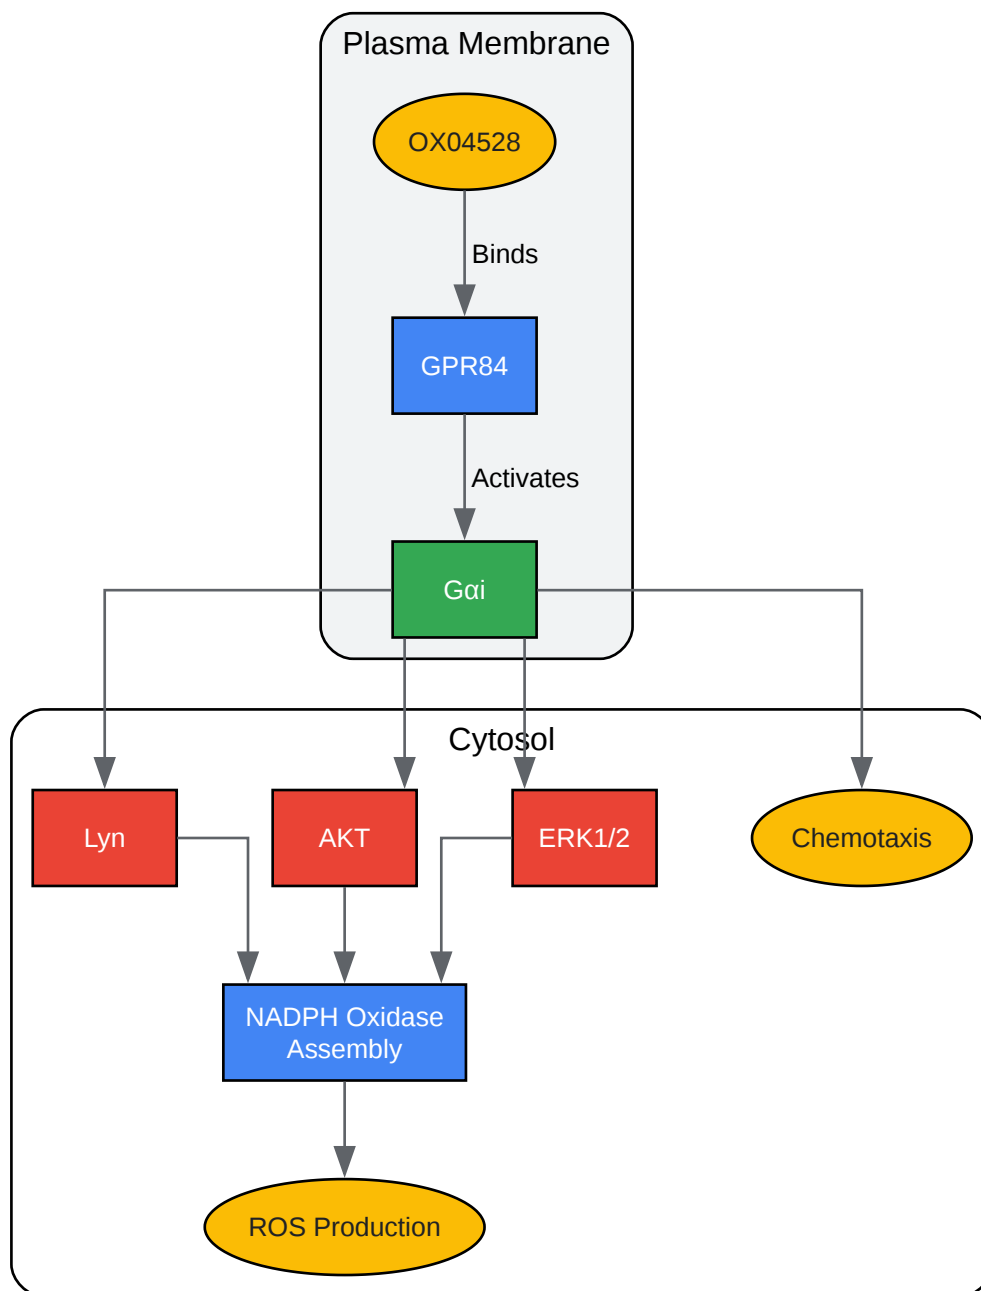 Plasma Membrane
OX04528
Binds
GPR84
Activates
Gαi
Cytosol
Lyn
AKT
ERK1/2
Chemotaxis
NADPH Oxidase
Assembly
ROS Production